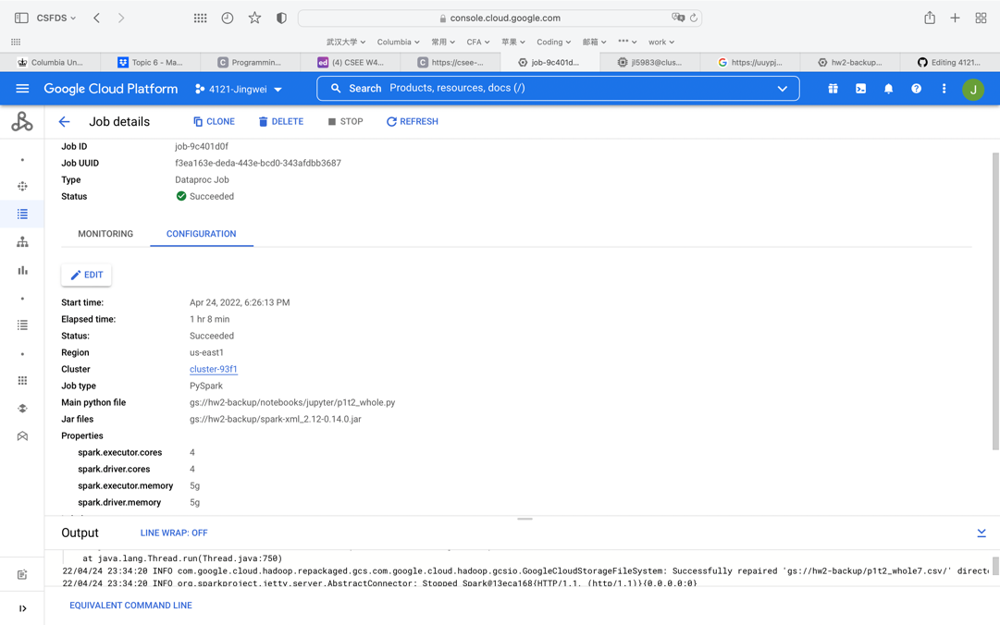 CSFDS
console.cloud.google.com
武汉大学 Columbia 常用 CFA 苹果 Coding 邮箱 *** work
Columbia Un... Topic 6 - Ma... Programmin... (4) CSEE W4... https://csee-... job-9c401d... jl5983@clus... https://uuypj... hw2-backup... Editing 4121...
Google Cloud Platform 4121-Jingwei Search Products, resources, docs (/) J
Job details CLONE DELETE STOP REFRESH
Job ID job-9c401d0f
Job UUID f3ea163e-deda-443e-bcd0-343afdbb3687
Type Dataproc Job
Status Succeeded
MONITORING CONFIGURATION
EDIT
Start time: Apr 24, 2022, 6:26:13 PM
Elapsed time: 1 hr 8 min
Status: Succeeded
Region us-east1
Cluster cluster-93f1
Job type PySpark
Main python file gs://hw2-backup/notebooks/jupyter/p1t2_whole.py
Jar files gs://hw2-backup/spark-xml_2.12-0.14.0.jar
Properties
spark.executor.cores 4
spark.driver.cores 4
spark.executor.memory 5g
spark.driver.memory 5g
Output LINE WRAP: OFF
at java.lang.Thread.run(Thread.java:750)
22/04/24 23:34:20 INFO com.google.cloud.hadoop.repackaged.gcs.com.google.cloud.hadoop.gcsio.GoogleCloudStorageFileSystem: Successfully repaired 'gs://hw2-backup/p1t2_whole7.csv/' directo
22/04/24 23:34:20 INFO org.sparkproject.jetty.server.AbstractConnector: Stopped Spark@13eca168{HTTP/1.1, (http/1.1)}{0.0.0.0:0}
EQUIVALENT COMMAND LINE